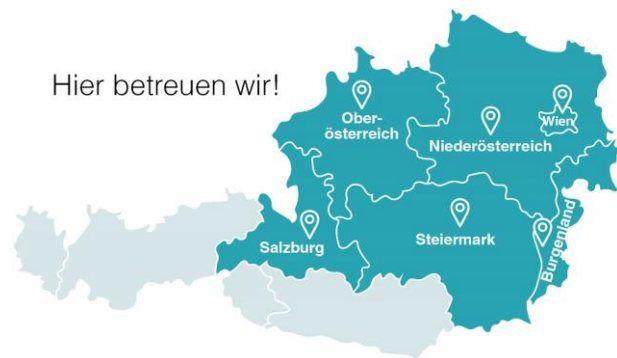 Hier betreuen wir!
Ober-
österreich
Wien
Niederösterreich
Salzburg
Steiermark
Burgenland